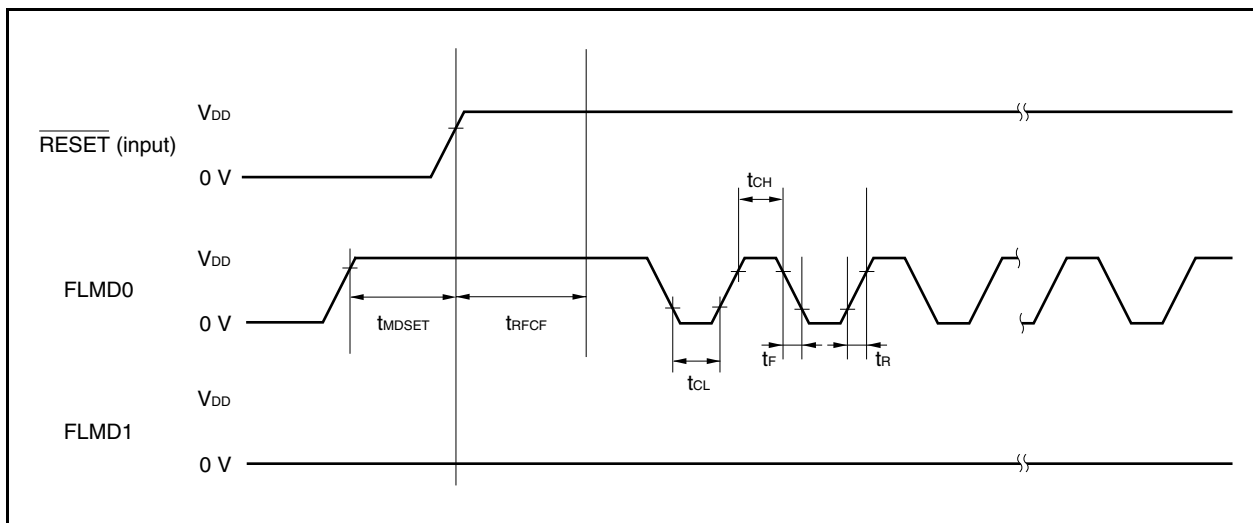 VDD
RESET (input)
0 V
tCH
VDD
FLMD0
0 V
tMDSET
tRFCF
tF
tR
tCL
VDD
FLMD1
0 V